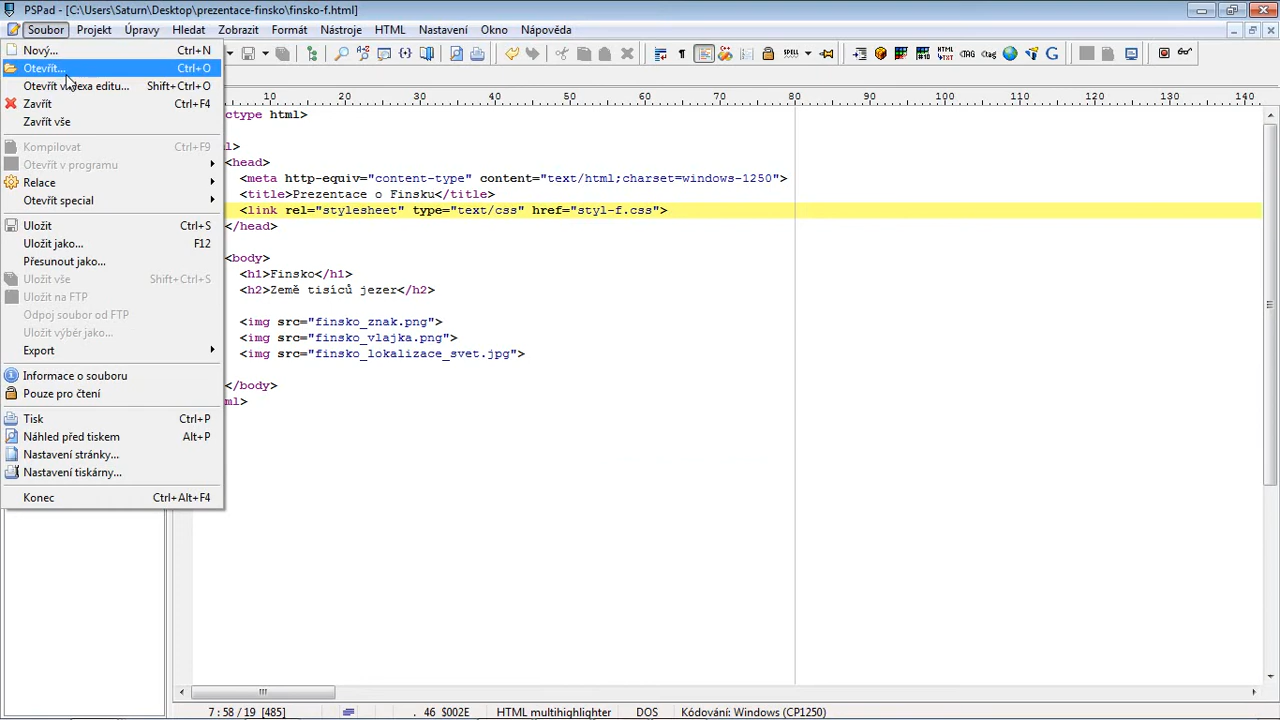 PSPad - [C:\Users\Saturn\Desktop\prezentace-finsko\finsko-f.html]
Soubor Projekt Úpravy Hledat Zobrazit Formát Nástroje HTML Nastavení Okno Nápověda
Nový... Ctrl+N
Otevřít... Ctrl+O
Otevřít v hexa editu... Shift+Ctrl+O
Zavřít Ctrl+F4
Zavřít vše
Kompilovat Ctrl+F9
Otevřít v programu
Relace
Otevřít special
Uložit Ctrl+S
Uložit jako... F12
Přesunout jako...
Uložit vše Shift+Ctrl+S
Uložit na FTP
Odpoj soubor od FTP
Uložit výběr jako...
Export
Informace o souboru
Pouze pro čtení
Tisk Ctrl+P
Náhled před tiskem Alt+P
Nastavení stránky...
Nastavení tiskárny...
Konec Ctrl+Alt+F4
10 20 30 40 50 60 70 80 90 100 110 120 130 140
ctype html>
l>
<head>
<meta http-equiv="content-type" content="text/html;charset=windows-1250">
<title>Prezentace o Finsku</title>
<link rel="stylesheet" type="text/css" href="styl-f.css">
</head>
<body>
<h1>Finsko</h1>
<h2>Země tisíců jezer</h2>
<img src="finsko_znak.png">
<img src="finsko_vlajka.png">
<img src="finsko_lokalizace_svet.jpg">
</body>
ml>
7:58 / 19 [485] . 46 $002E HTML multihighlighter DOS Kódování: Windows (CP1250)